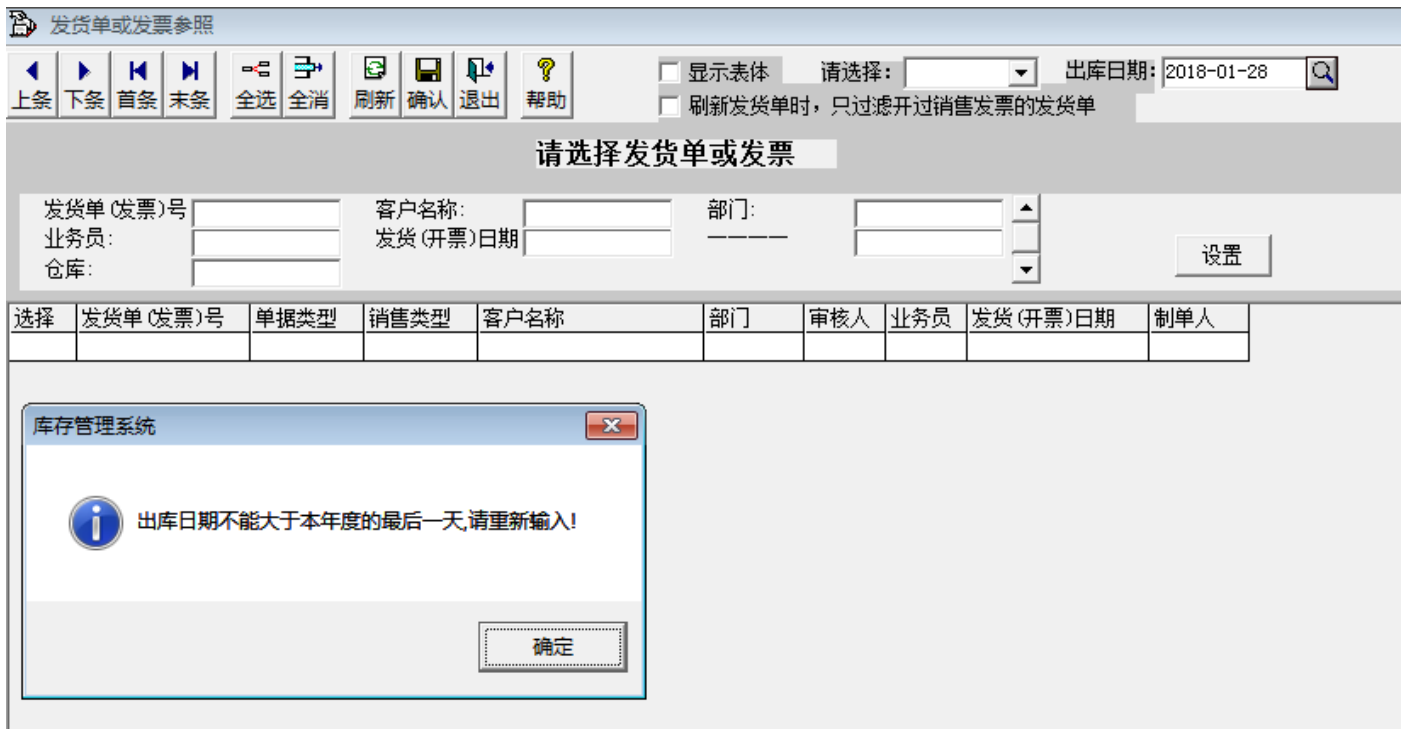 发货单或发票参照
上条 下条 首条 末条 全选 全消 刷新 确认 退出 帮助
显示表体 请选择: 出库日期: 2018-01-28
刷新发货单时，只过滤开过销售发票的发货单
请选择发货单或发票
发货单(发票)号 客户名称: 部门:
业务员: 发货(开票)日期 ————
仓库:
设置
选择 发货单(发票)号 单据类型 销售类型 客户名称 部门 审核人 业务员 发货(开票)日期 制单人
库存管理系统
出库日期不能大于本年度的最后一天,请重新输入!
确定